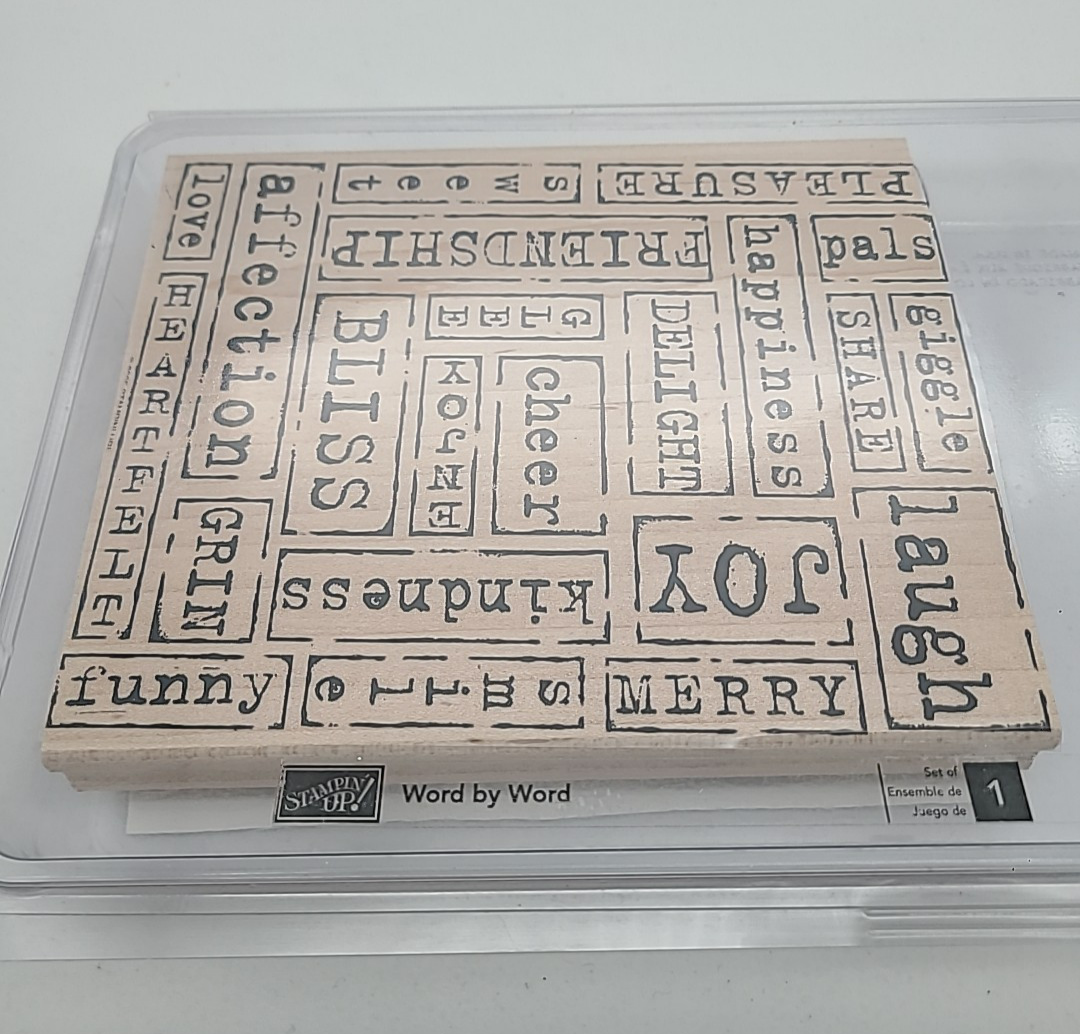 love
affection
sweet
PLEASURE
FRIENDSHIP
happiness
pals
HEARTFELT
BLISS
GLEE
DELIGHT
SHARE
giggle
ENJOY
cheer
GRIN
kindness
JOY
laugh
funny
smile
MERRY
STAMPIN' UP!
Word by Word
Set of
Ensemble de
Juego de
1